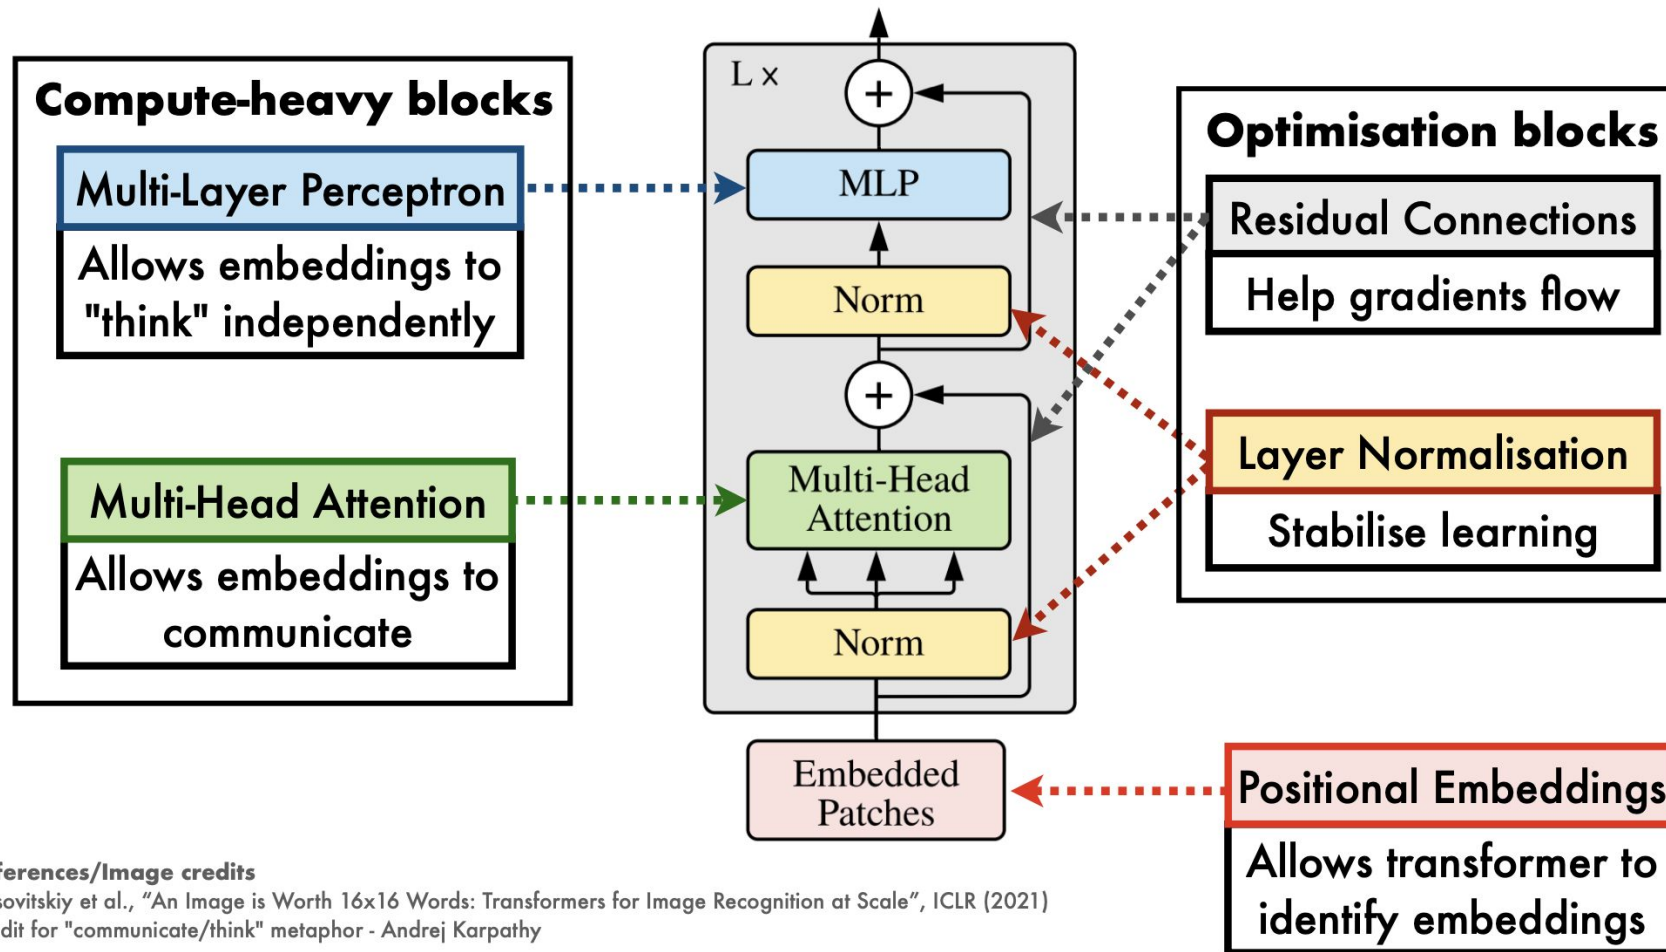 Compute-heavy blocks
Multi-Layer Perceptron
Allows embeddings to
"think" independently
Multi-Head Attention
Allows embeddings to
communicate
L ×
+
MLP
Norm
+
Multi-Head
Attention
Norm
Embedded
Patches
Optimisation blocks
Residual Connections
Help gradients flow
Layer Normalisation
Stabilise learning
Positional Embeddings
Allows transformer to
identify embeddings
ferences/Image credits
sovitskiy et al., “An Image is Worth 16x16 Words: Transformers for Image Recognition at Scale”, ICLR (2021)
dit for "communicate/think" metaphor - Andrej Karpathy